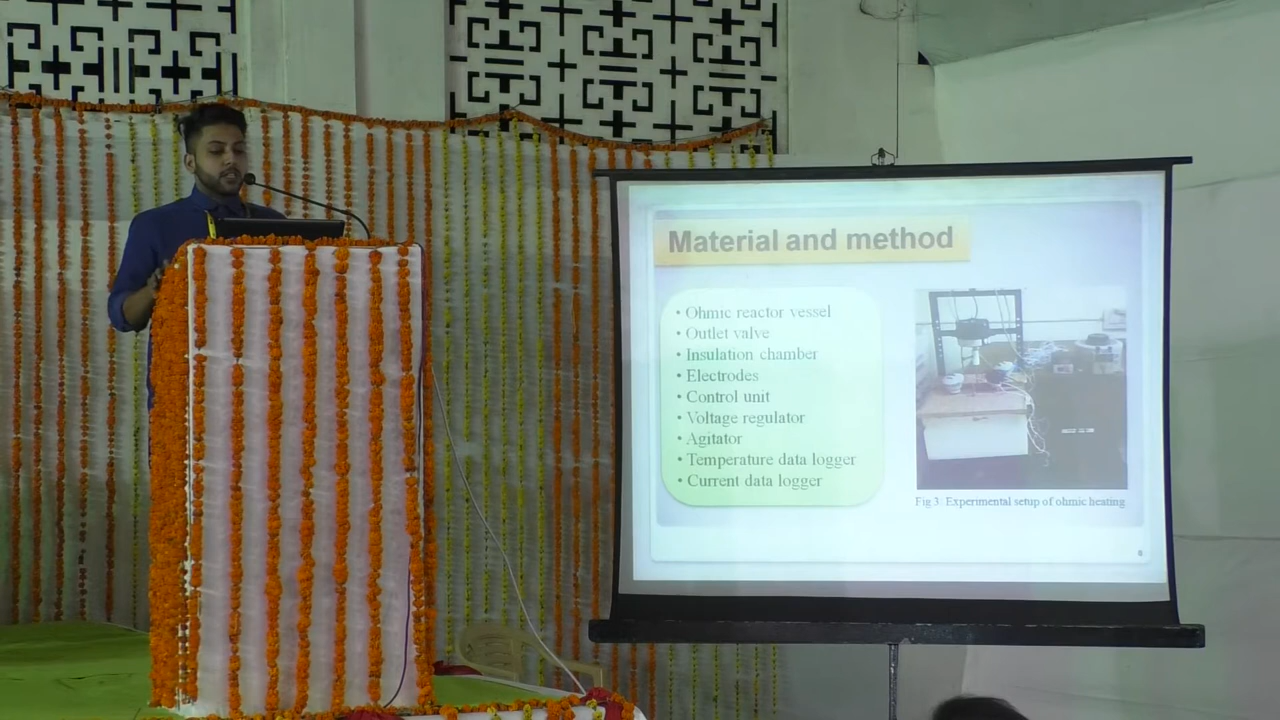 Material and method
• Ohmic reactor vessel
• Outlet valve
• Insulation chamber
• Electrodes
• Control unit
• Voltage regulator
• Agitator
• Temperature data logger
• Current data logger
Fig 3. Experimental setup of ohmic heating